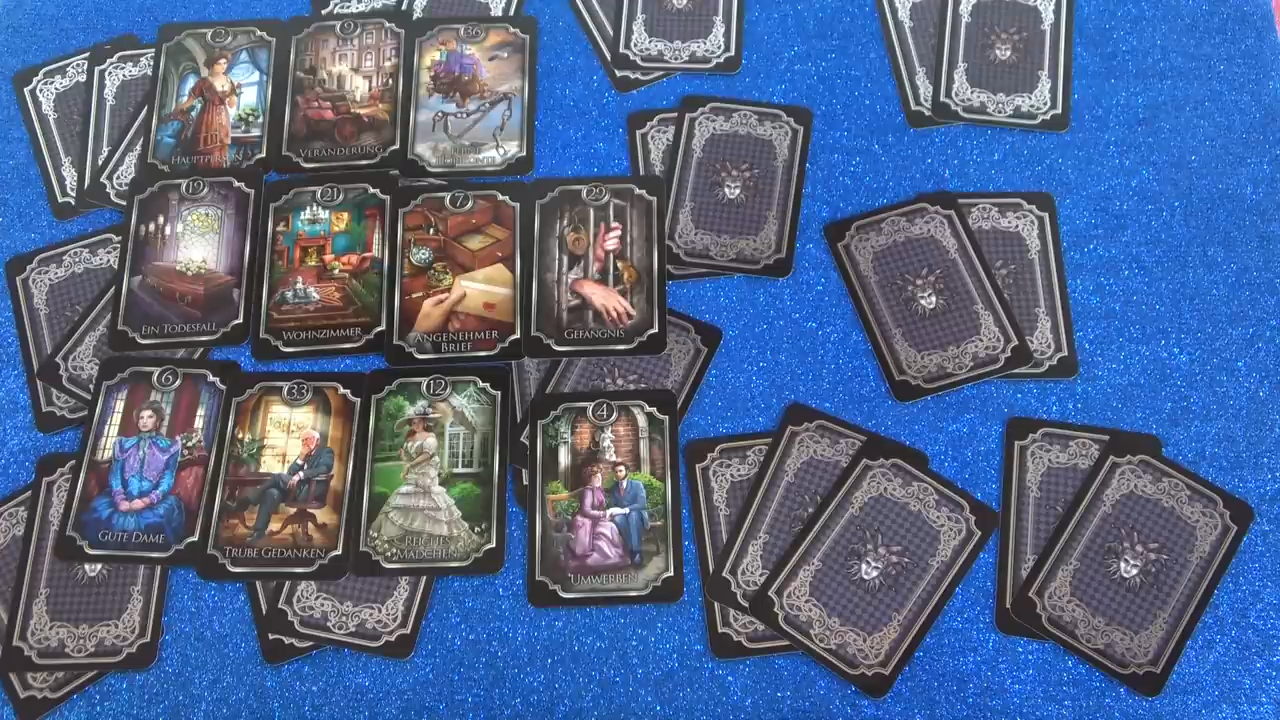 2
HAUPTPERSON
9
VERÄNDERUNG
36
19
EIN TODESFALL
21
WOHNZIMMER
7
ANGENEHMER
BRIEF
29
GEFÄNGNIS
6
GUTE DAME
33
TRÜBE GEDANKEN
12
REICHES
MÄDCHEN
4
UMWERBEN